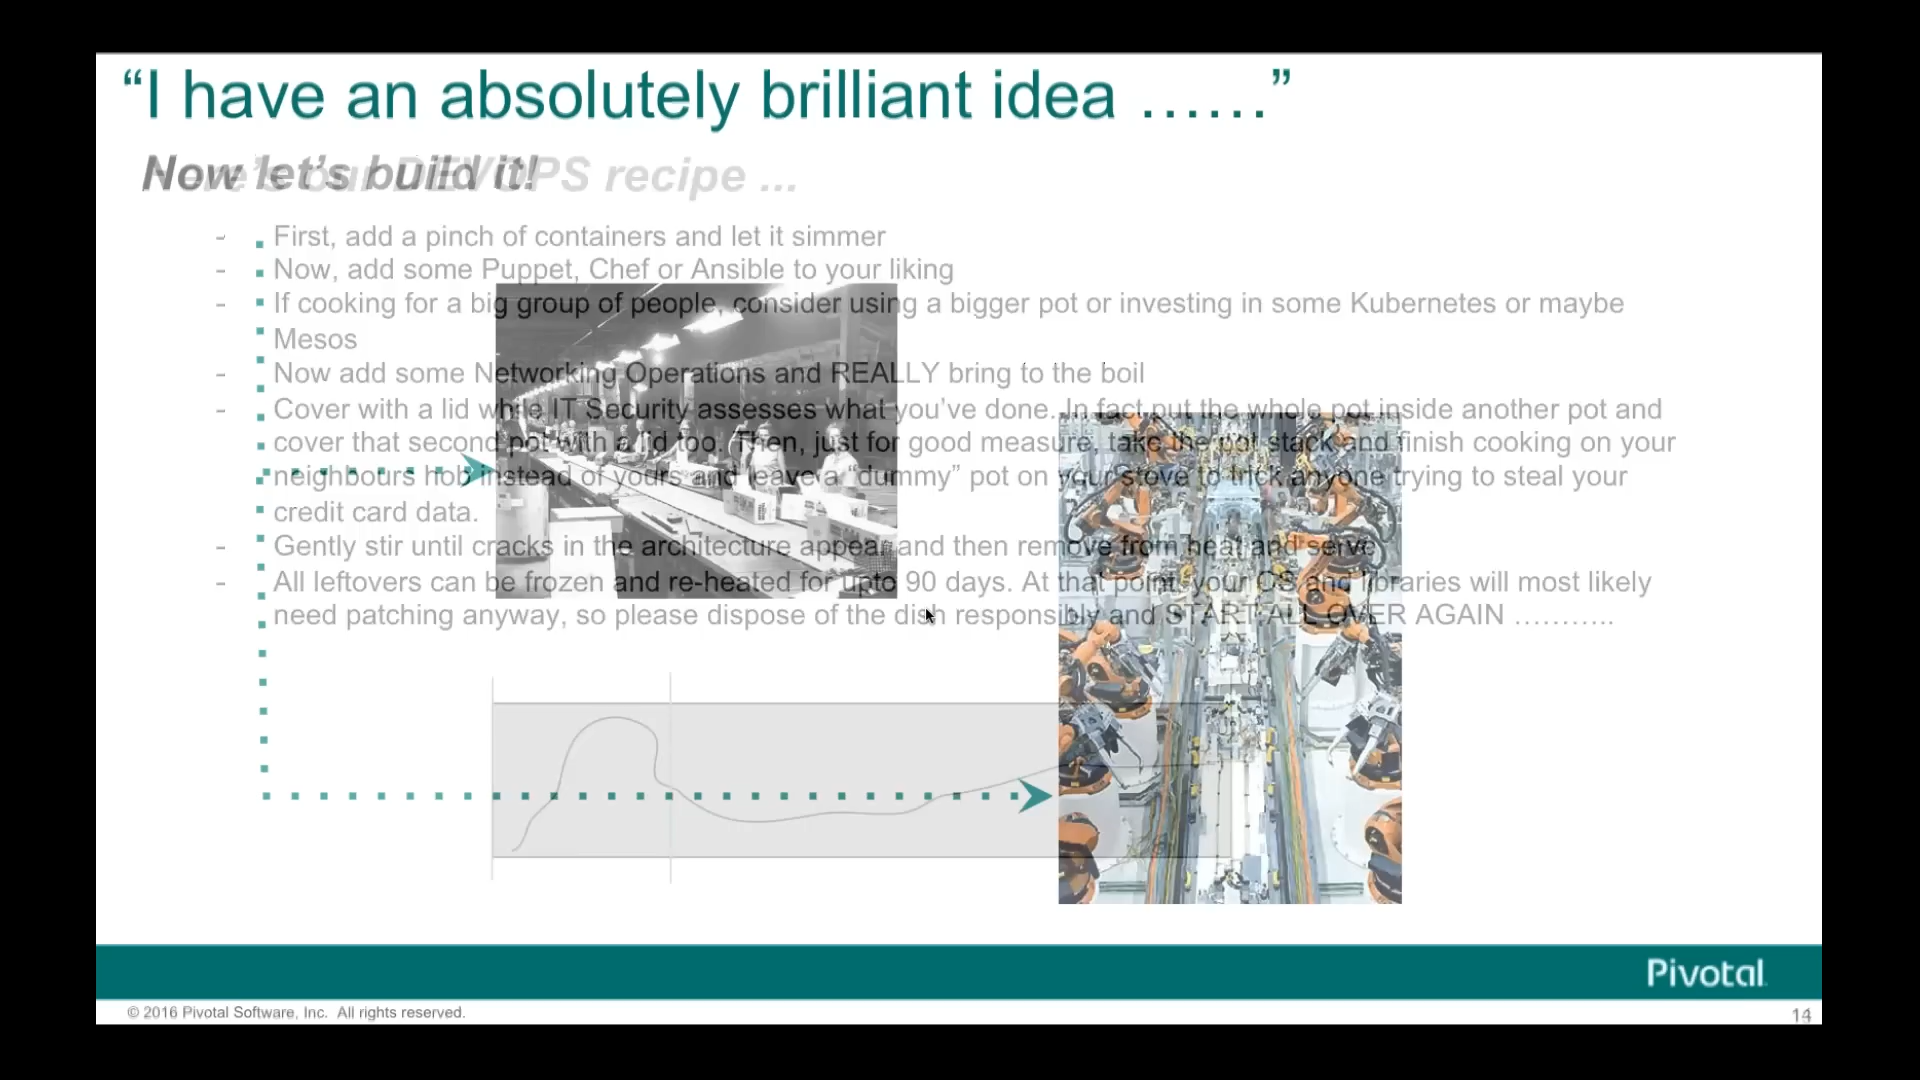 “I have an absolutely brilliant idea ……”
Now let’s build it!
Here’s our DEVOPS recipe ...
- First, add a pinch of containers and let it simmer
- Now, add some Puppet, Chef or Ansible to your liking
- If cooking for a big group of people, consider using a bigger pot or investing in some Kubernetes or maybe
Mesos
- Now add some Networking Operations and REALLY bring to the boil
- Cover with a lid while IT Security assesses what you’ve done. In fact put the whole pot inside another pot and
cover that second pot with a lid too. Then, just for good measure, take the pot stack and finish cooking on your
neighbours hob instead of yours and leave a “dummy” pot on your stove to trick anyone trying to steal your
credit card data.
- Gently stir until cracks in the architecture appear and then remove from heat and serve
- All leftovers can be frozen and re-heated for upto 90 days. At that point, your OS and libraries will most likely
need patching anyway, so please dispose of the dish responsibly and START ALL OVER AGAIN ………..
Pivotal
© 2016 Pivotal Software, Inc. All rights reserved.